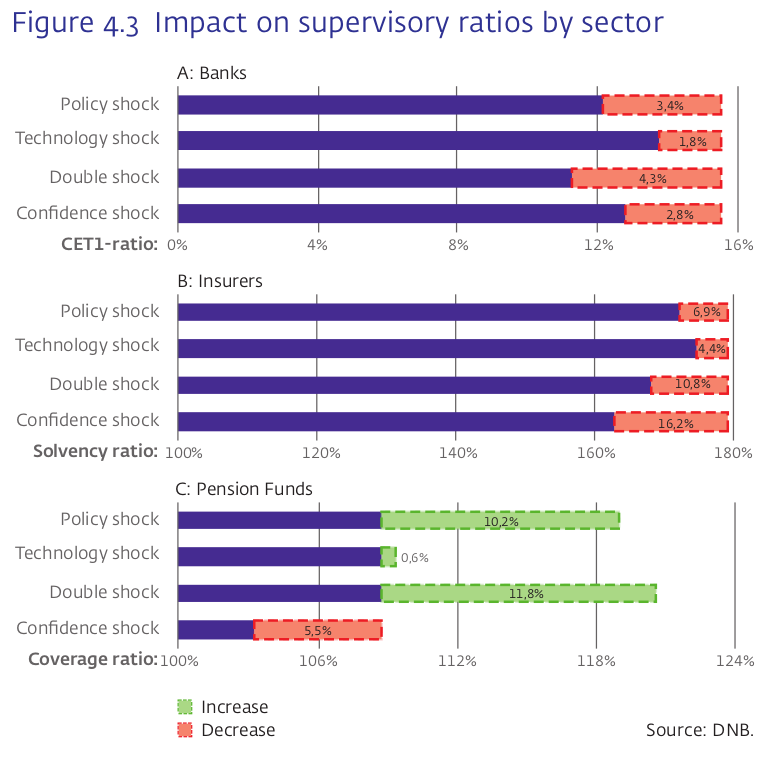 Figure 4.3 Impact on supervisory ratios by sector
A: Banks
Policy shock 3,4%
Technology shock 1,8%
Double shock 4,3%
Confidence shock 2,8%
CET1-ratio: 0% 4% 8% 12% 16%
B: Insurers
Policy shock 6,9%
Technology shock 4,4%
Double shock 10,8%
Confidence shock 16,2%
Solvency ratio: 100% 120% 140% 160% 180%
C: Pension Funds
Policy shock 10,2%
Technology shock 0,6%
Double shock 11,8%
Confidence shock 5,5%
Coverage ratio: 100% 106% 112% 118% 124%
Increase
Decrease Source: DNB.